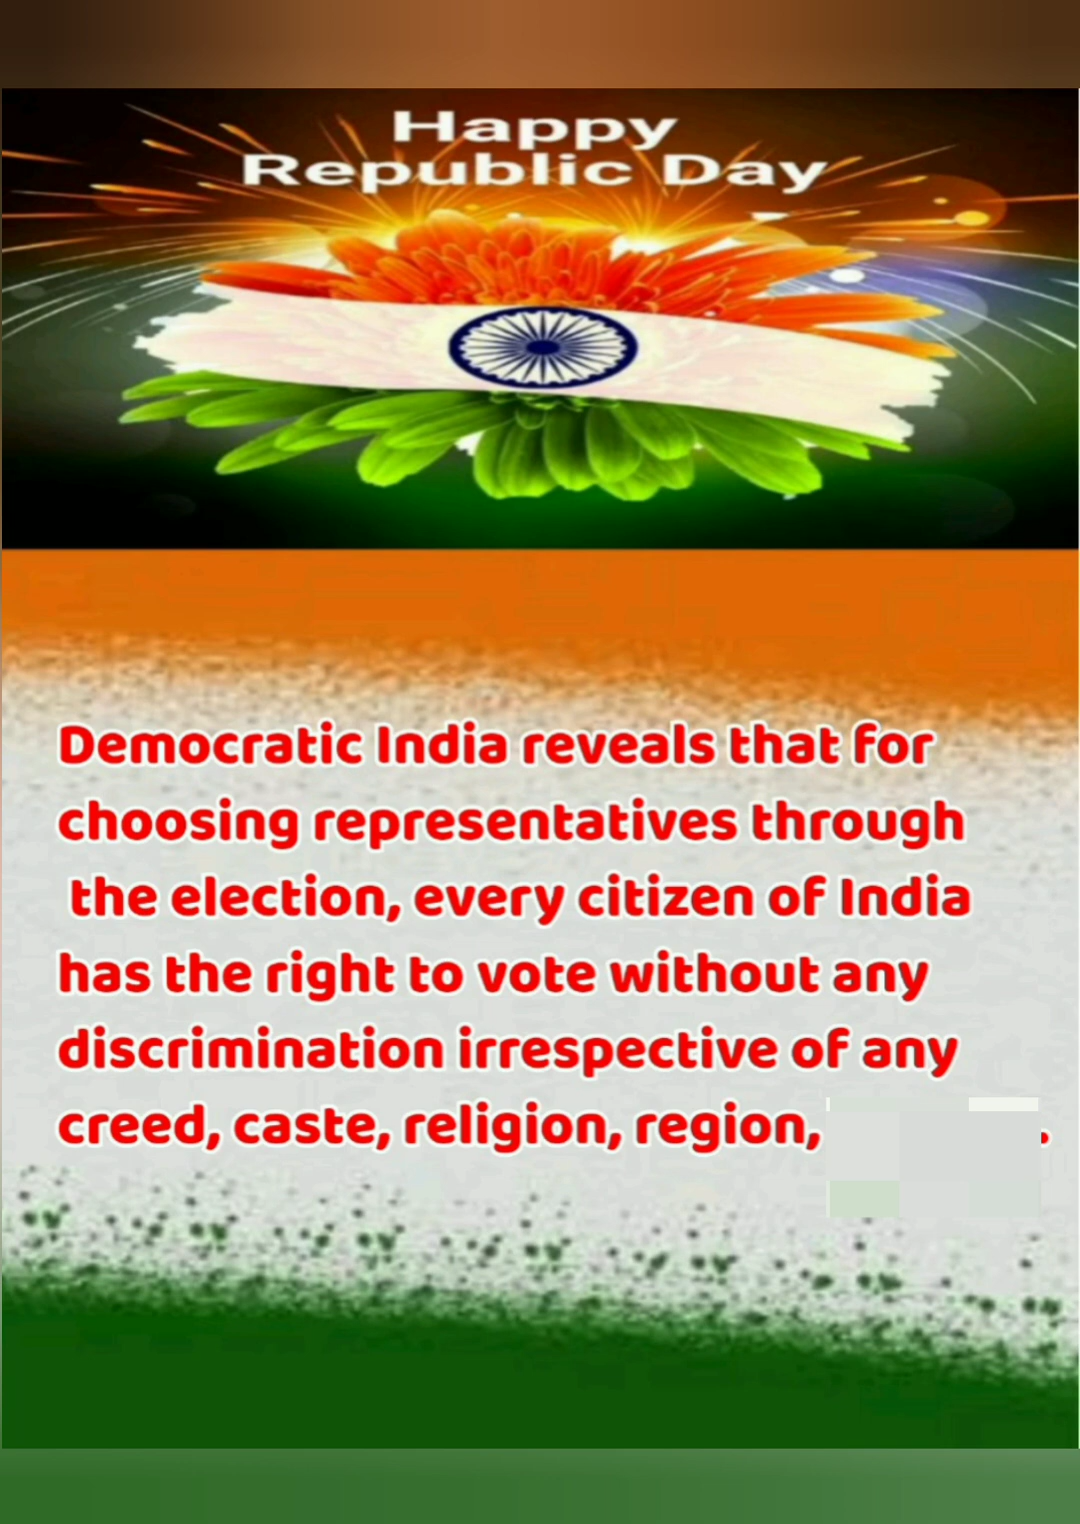 Happy
Republic Day
Democratic India reveals that for
choosing representatives through
the election, every citizen of India
has the right to vote without any
discrimination irrespective of any
creed, caste, religion, region, .